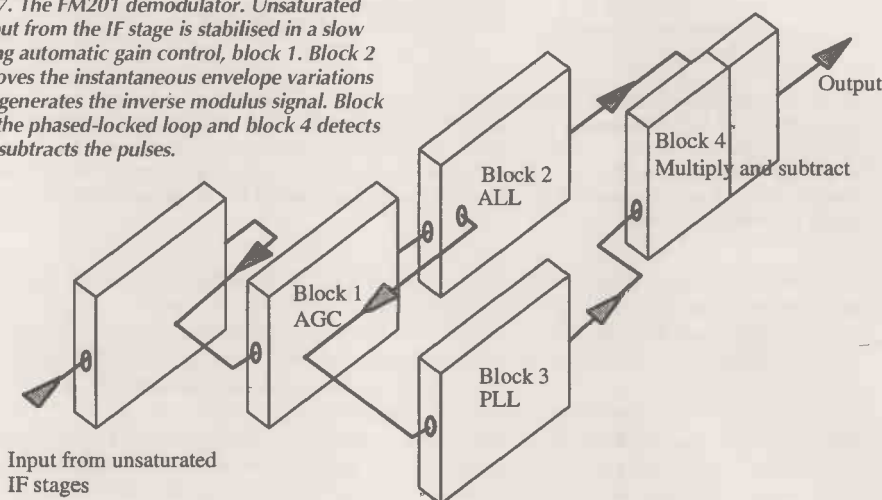 7. The FM201 demodulator. Unsaturated
put from the IF stage is stabilised in a slow
ng automatic gain control, block 1. Block 2
oves the instantaneous envelope variations
generates the inverse modulus signal. Block
the phased-locked loop and block 4 detects
subtracts the pulses.
Output
Block 4
Multiply and subtract
Block 2
ALL
Block 1
AGC
Block 3
PLL
Input from unsaturated
IF stages